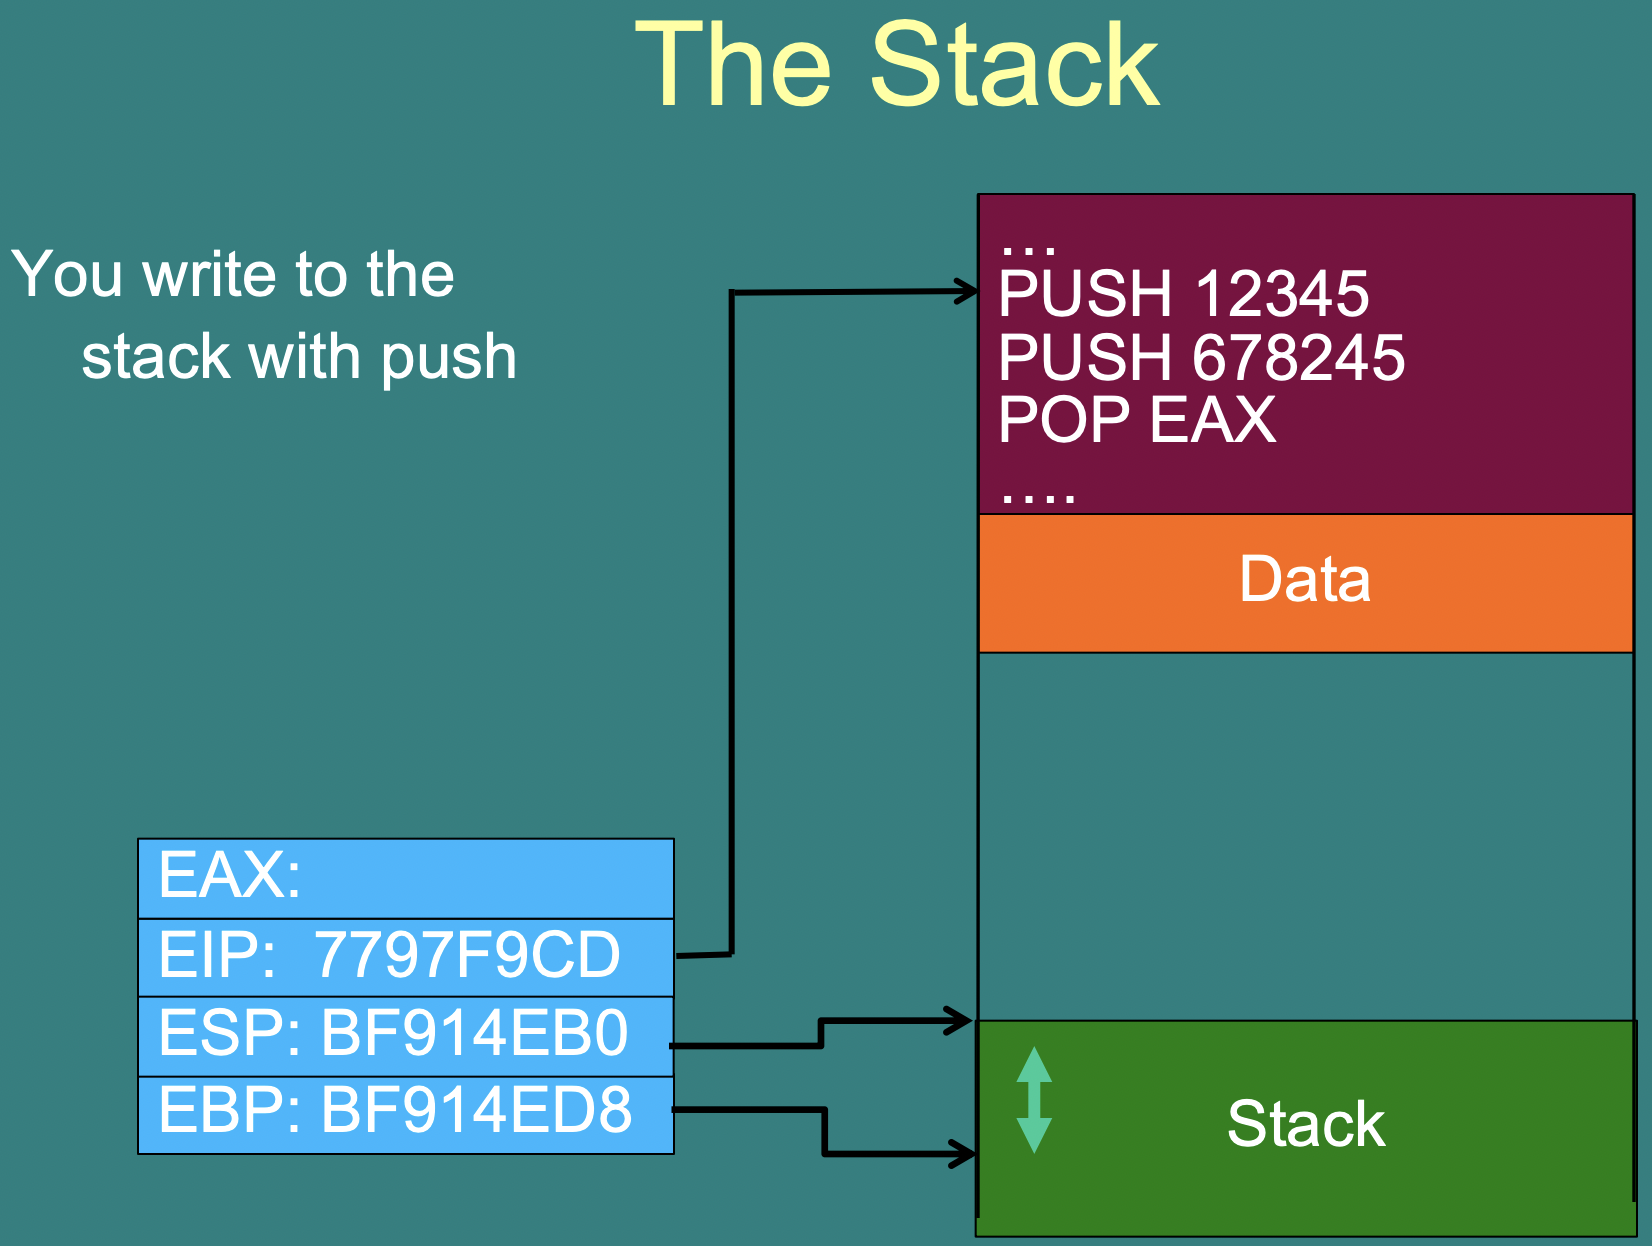 The Stack
You write to the
stack with push
…
PUSH 12345
PUSH 678245
POP EAX
….
Data
EAX:
EIP: 7797F9CD
ESP: BF914EB0
EBP: BF914ED8
Stack